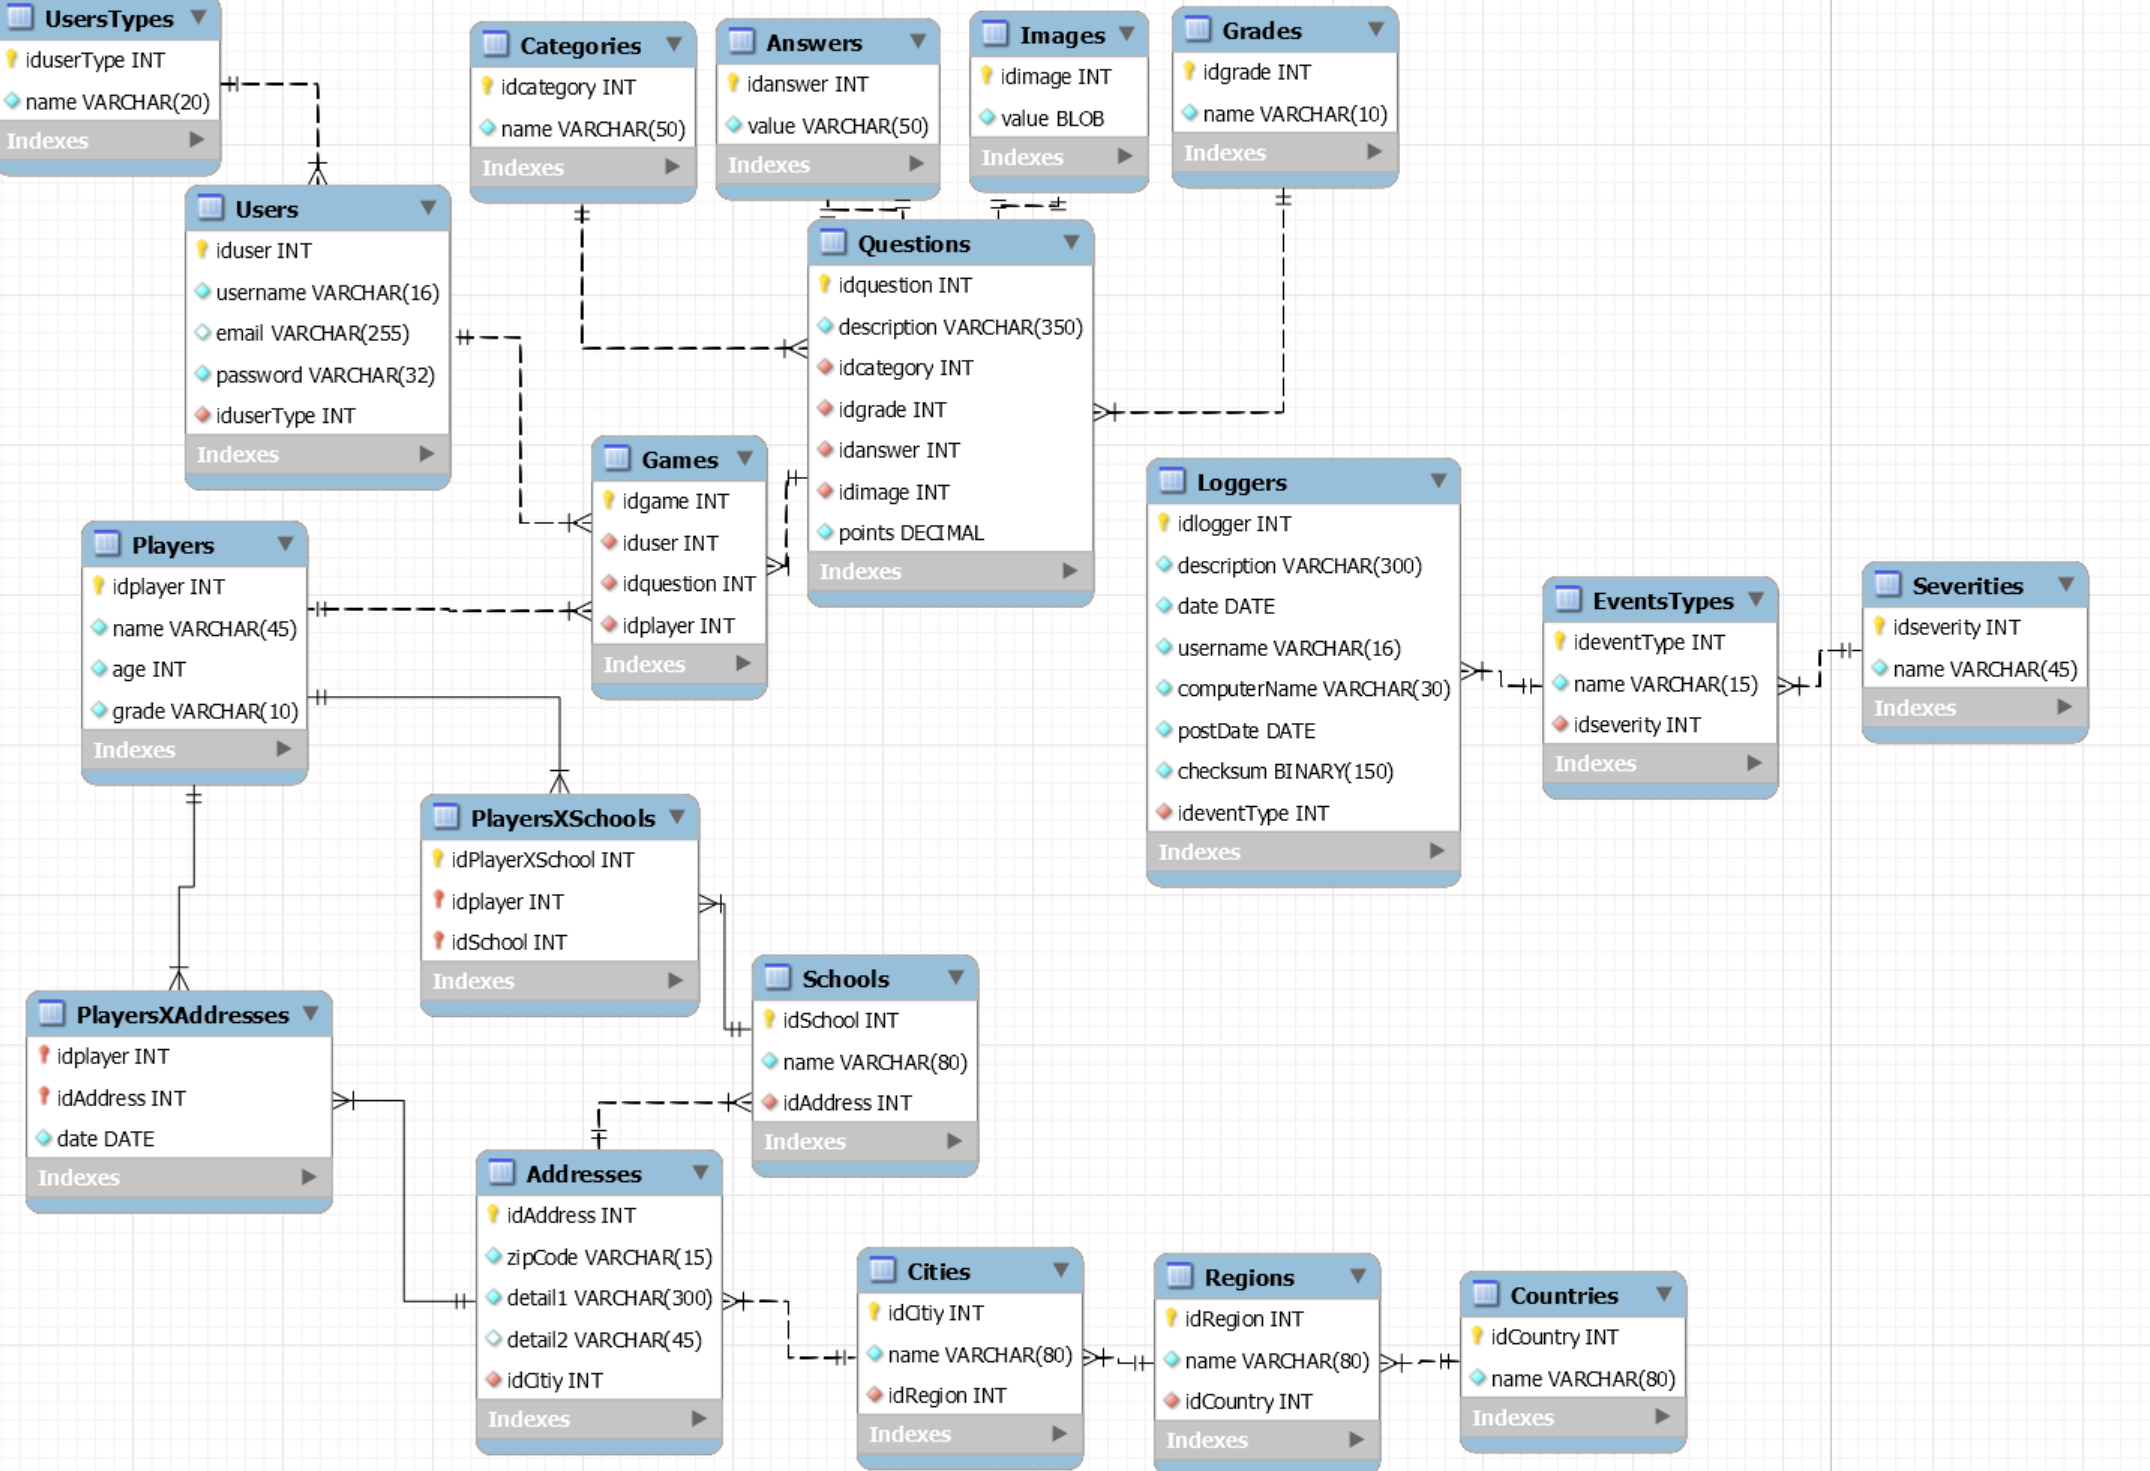 UsersTypes
iduserType INT
name VARCHAR(20)
Indexes
Categories
idcategory INT
name VARCHAR(50)
Indexes
Answers
idanswer INT
value VARCHAR(50)
Indexes
Images
idimage INT
value BLOB
Indexes
Grades
idgrade INT
name VARCHAR(10)
Indexes
Users
iduser INT
username VARCHAR(16)
email VARCHAR(255)
password VARCHAR(32)
iduserType INT
Indexes
Questions
idquestion INT
description VARCHAR(350)
idcategory INT
idgrade INT
idanswer INT
idimage INT
points DECIMAL
Indexes
Games
idgame INT
iduser INT
idquestion INT
idplayer INT
Indexes
Loggers
idlogger INT
description VARCHAR(300)
date DATE
username VARCHAR(16)
computerName VARCHAR(30)
postDate DATE
checksum BINARY(150)
ideventType INT
Indexes
EventsTypes
ideventType INT
name VARCHAR(15)
idseverity INT
Indexes
Severities
idseverity INT
name VARCHAR(45)
Indexes
Players
idplayer INT
name VARCHAR(45)
age INT
grade VARCHAR(10)
Indexes
PlayersXSchools
idPlayerXSchool INT
idplayer INT
idSchool INT
Indexes
Schools
idSchool INT
name VARCHAR(80)
idAddress INT
Indexes
PlayersXAddresses
idplayer INT
idAddress INT
date DATE
Indexes
Addresses
idAddress INT
zipCode VARCHAR(15)
detail1 VARCHAR(300)
detail2 VARCHAR(45)
idCitiy INT
Indexes
Cities
idCitiy INT
name VARCHAR(80)
idRegion INT
Indexes
Regions
idRegion INT
name VARCHAR(80)
idCountry INT
Indexes
Countries
idCountry INT
name VARCHAR(80)
Indexes